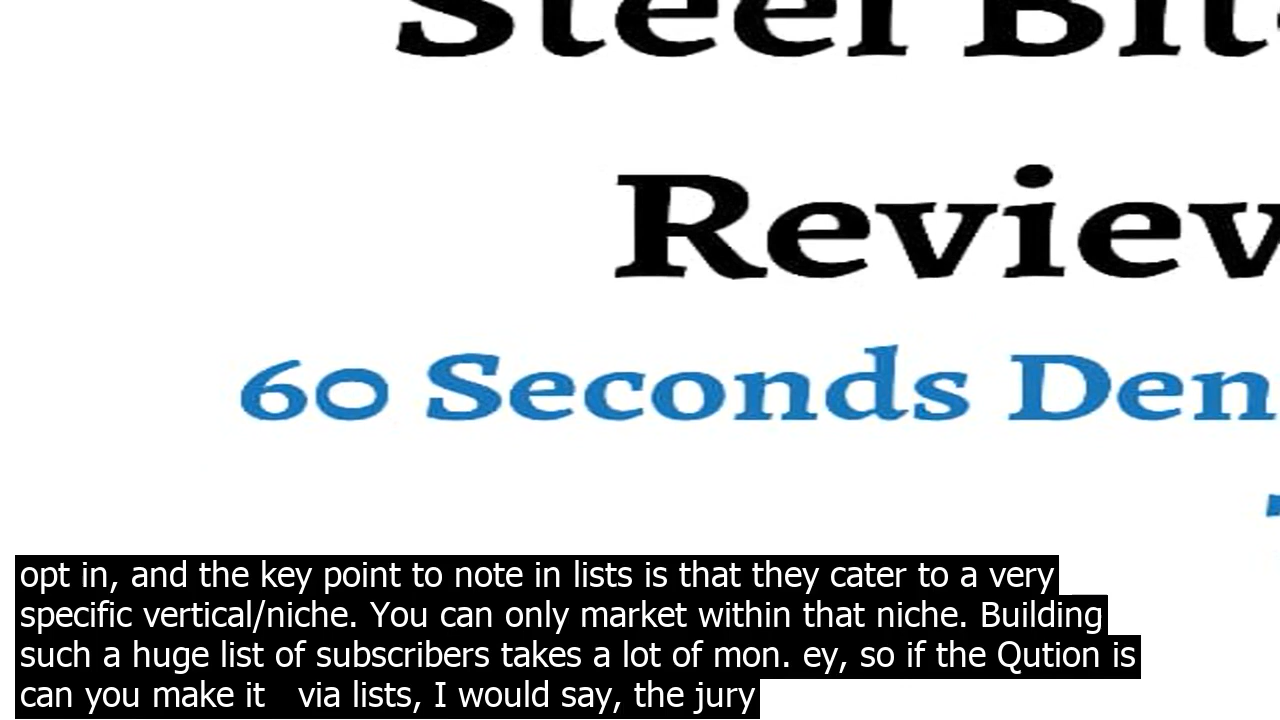 Steel Bit
Review
60 Seconds Den
opt in, and the key point to note in lists is that they cater to a very
specific vertical/niche. You can only market within that niche. Building
such a huge list of subscribers takes a lot of mon. ey, so if the Qution is
can you make it   via lists, I would say, the jury